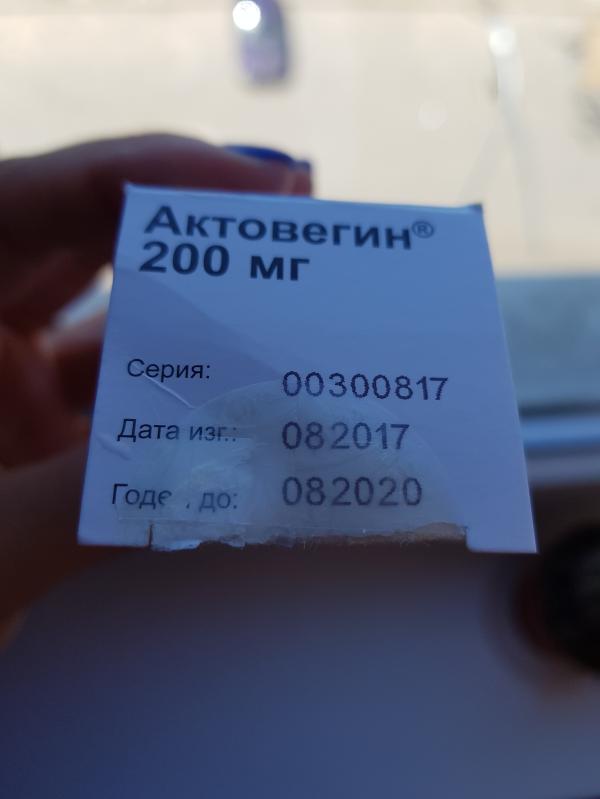 Актовегин®
200 мг
Серия: 00300817
Дата изг.: 082017
до: 082020